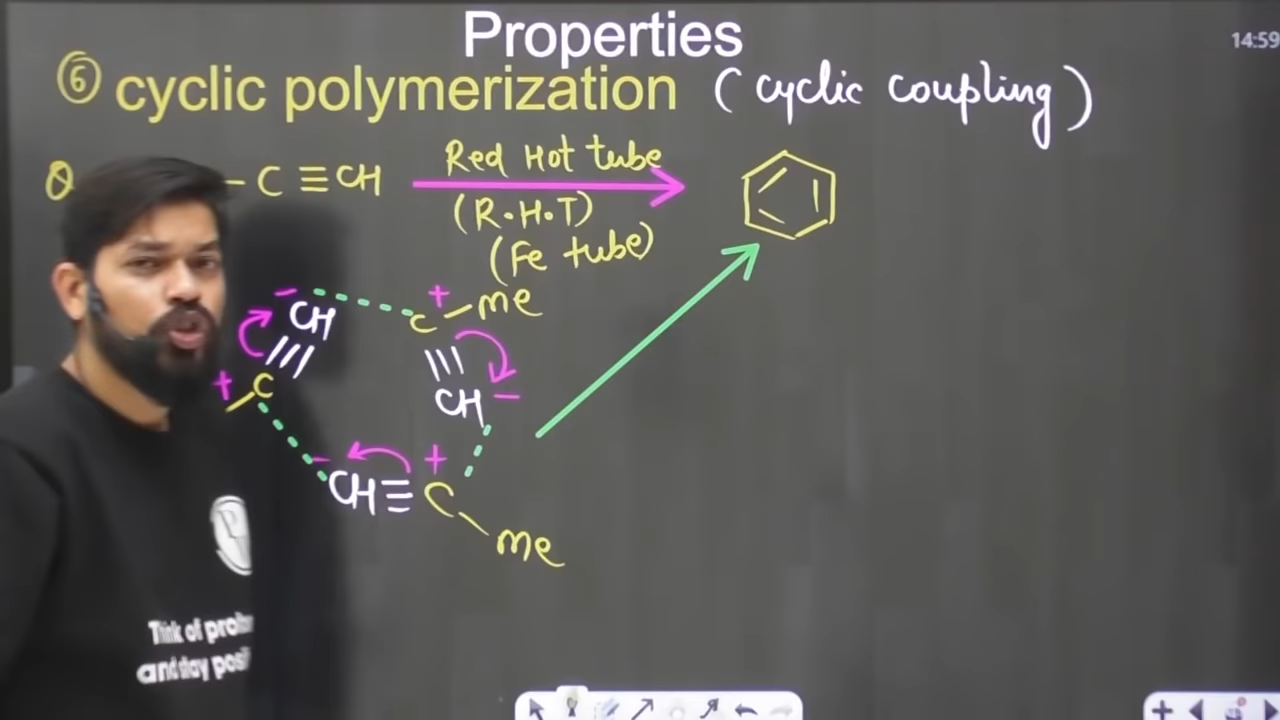 Properties
14:59
⑥ cyclic polymerization (cyclic coupling)
Q – C ≡ CH Red Hot tube
(R.H.T)
(Fe tube)
– +
CH C – Me
+ C CH –
– +
CH ≡ C
Me
Think of
and stay